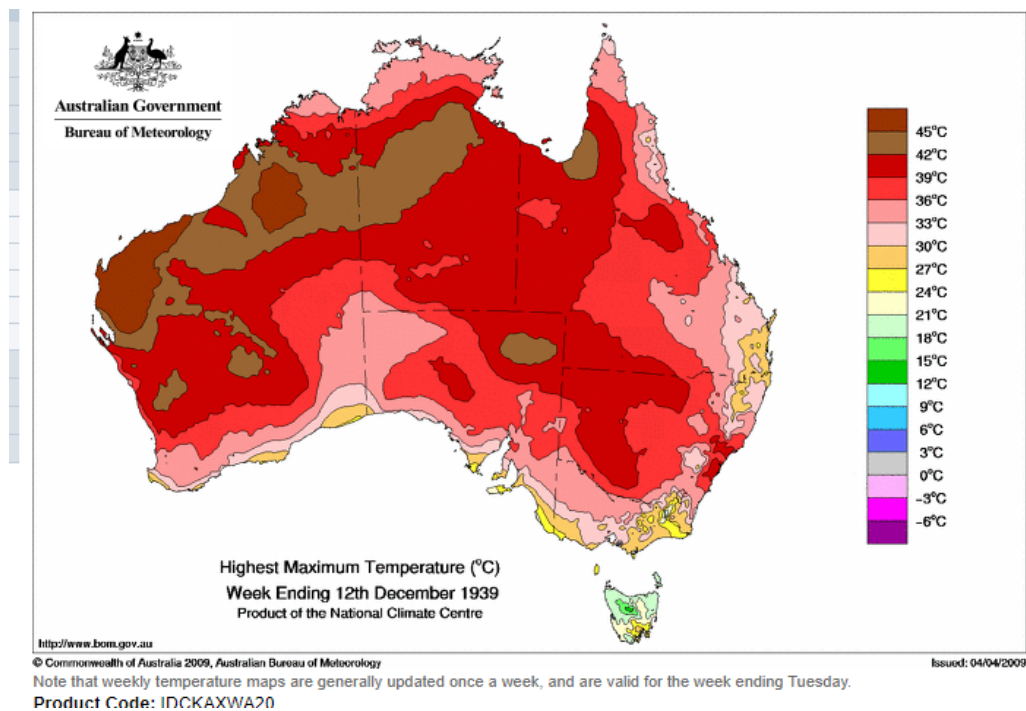 Australian Government
Bureau of Meteorology
45°C
42°C
39°C
36°C
33°C
30°C
27°C
24°C
21°C
18°C
15°C
12°C
9°C
6°C
3°C
0°C
-3°C
-6°C
Highest Maximum Temperature (°C)
Week Ending 12th December 1939
Product of the National Climate Centre
http://www.bom.gov.au
© Commonwealth of Australia 2009, Australian Bureau of Meteorology Issued: 04/04/2009
Note that weekly temperature maps are generally updated once a week, and are valid for the week ending Tuesday.
Product Code: IDCKAXWA20